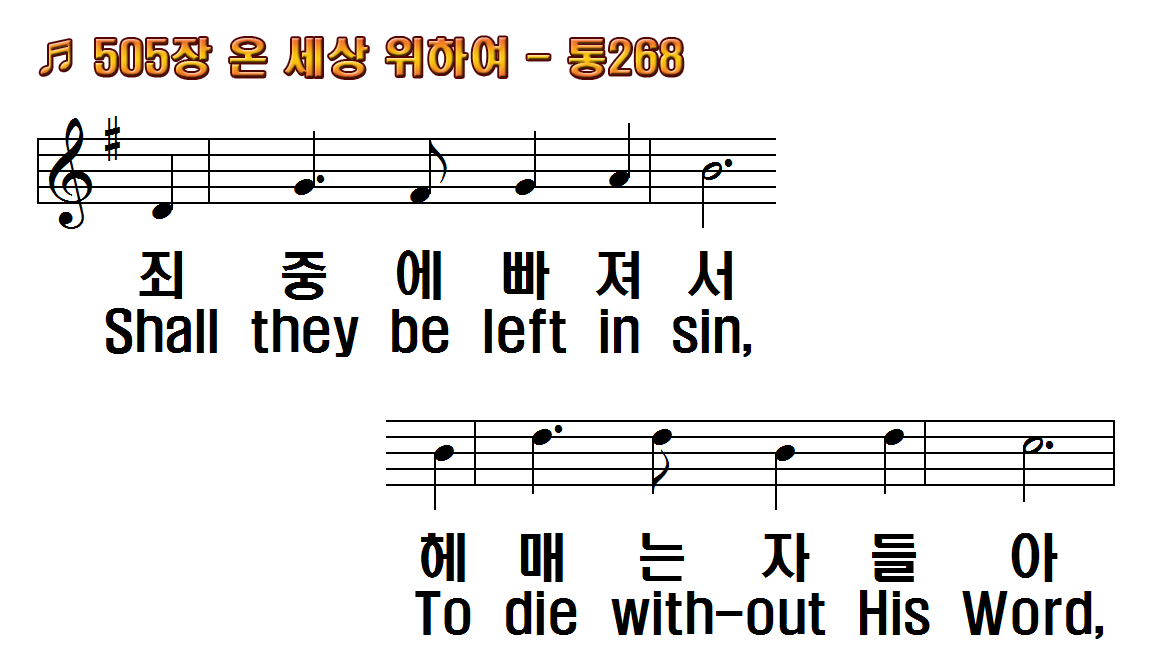 ♬ 505장 온 세상 위하여 - 통268
죄 중 에 빠 져 서
Shall they be left in sin,
헤 매 는 자 들 아
To die with-out His Word,